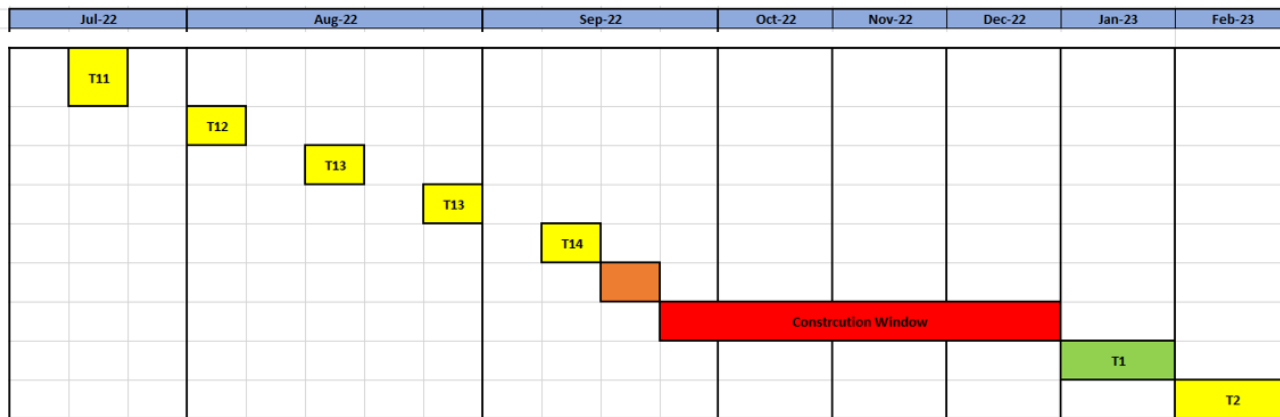 Jul-22 Aug-22 Sep-22 Oct-22 Nov-22 Dec-22 Jan-23 Feb-23
T11
T12
T13
T13
T14
Constrcution Window
T1
T2